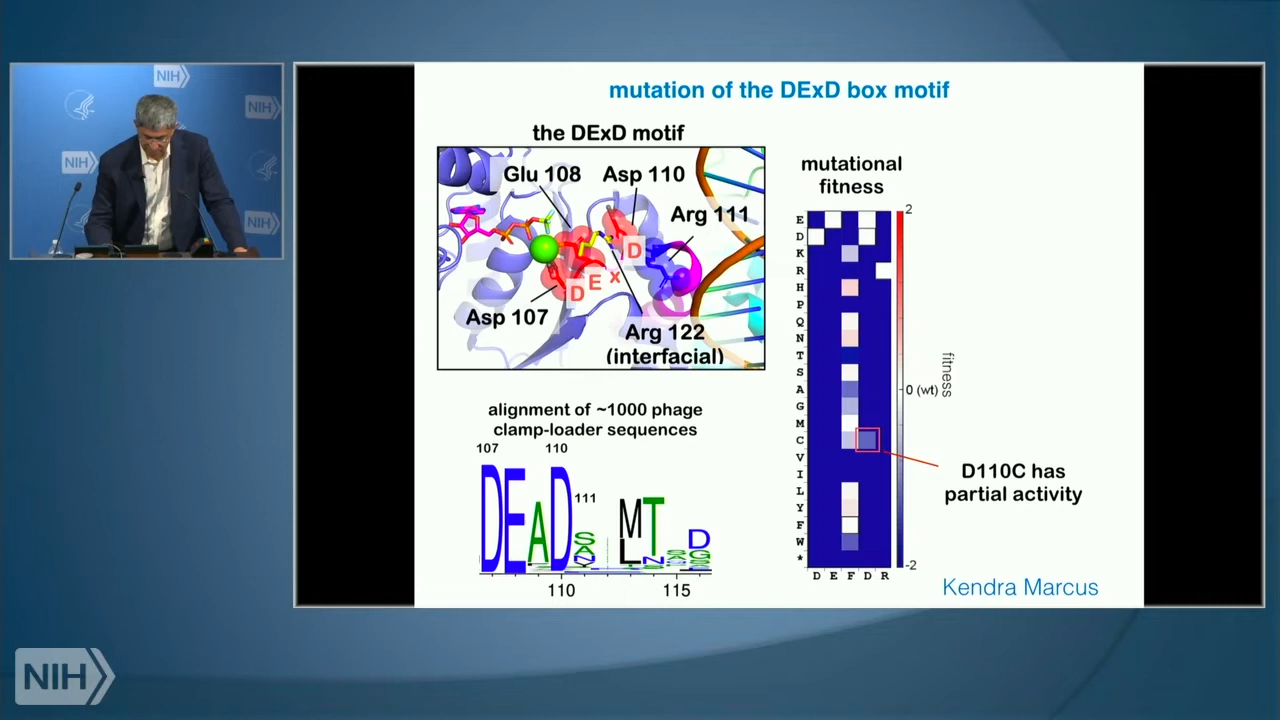 NIH
NIH
NIH
NIH
mutation of the DExD box motif
the DExD motif
Glu 108
Asp 110
Arg 111
D
x
E
D
Asp 107
Arg 122
(interfacial)
mutational
fitness
E
D
K
R
H
P
Q
N
T
S
A
G
M
C
V
I
L
Y
F
W
*
D E F D R
2
0 (wt)
-2
fitness
D110C has
partial activity
alignment of ~1000 phage
clamp-loader sequences
107
110
111
DEAD
M
T
D
110
115
Kendra Marcus
NIH